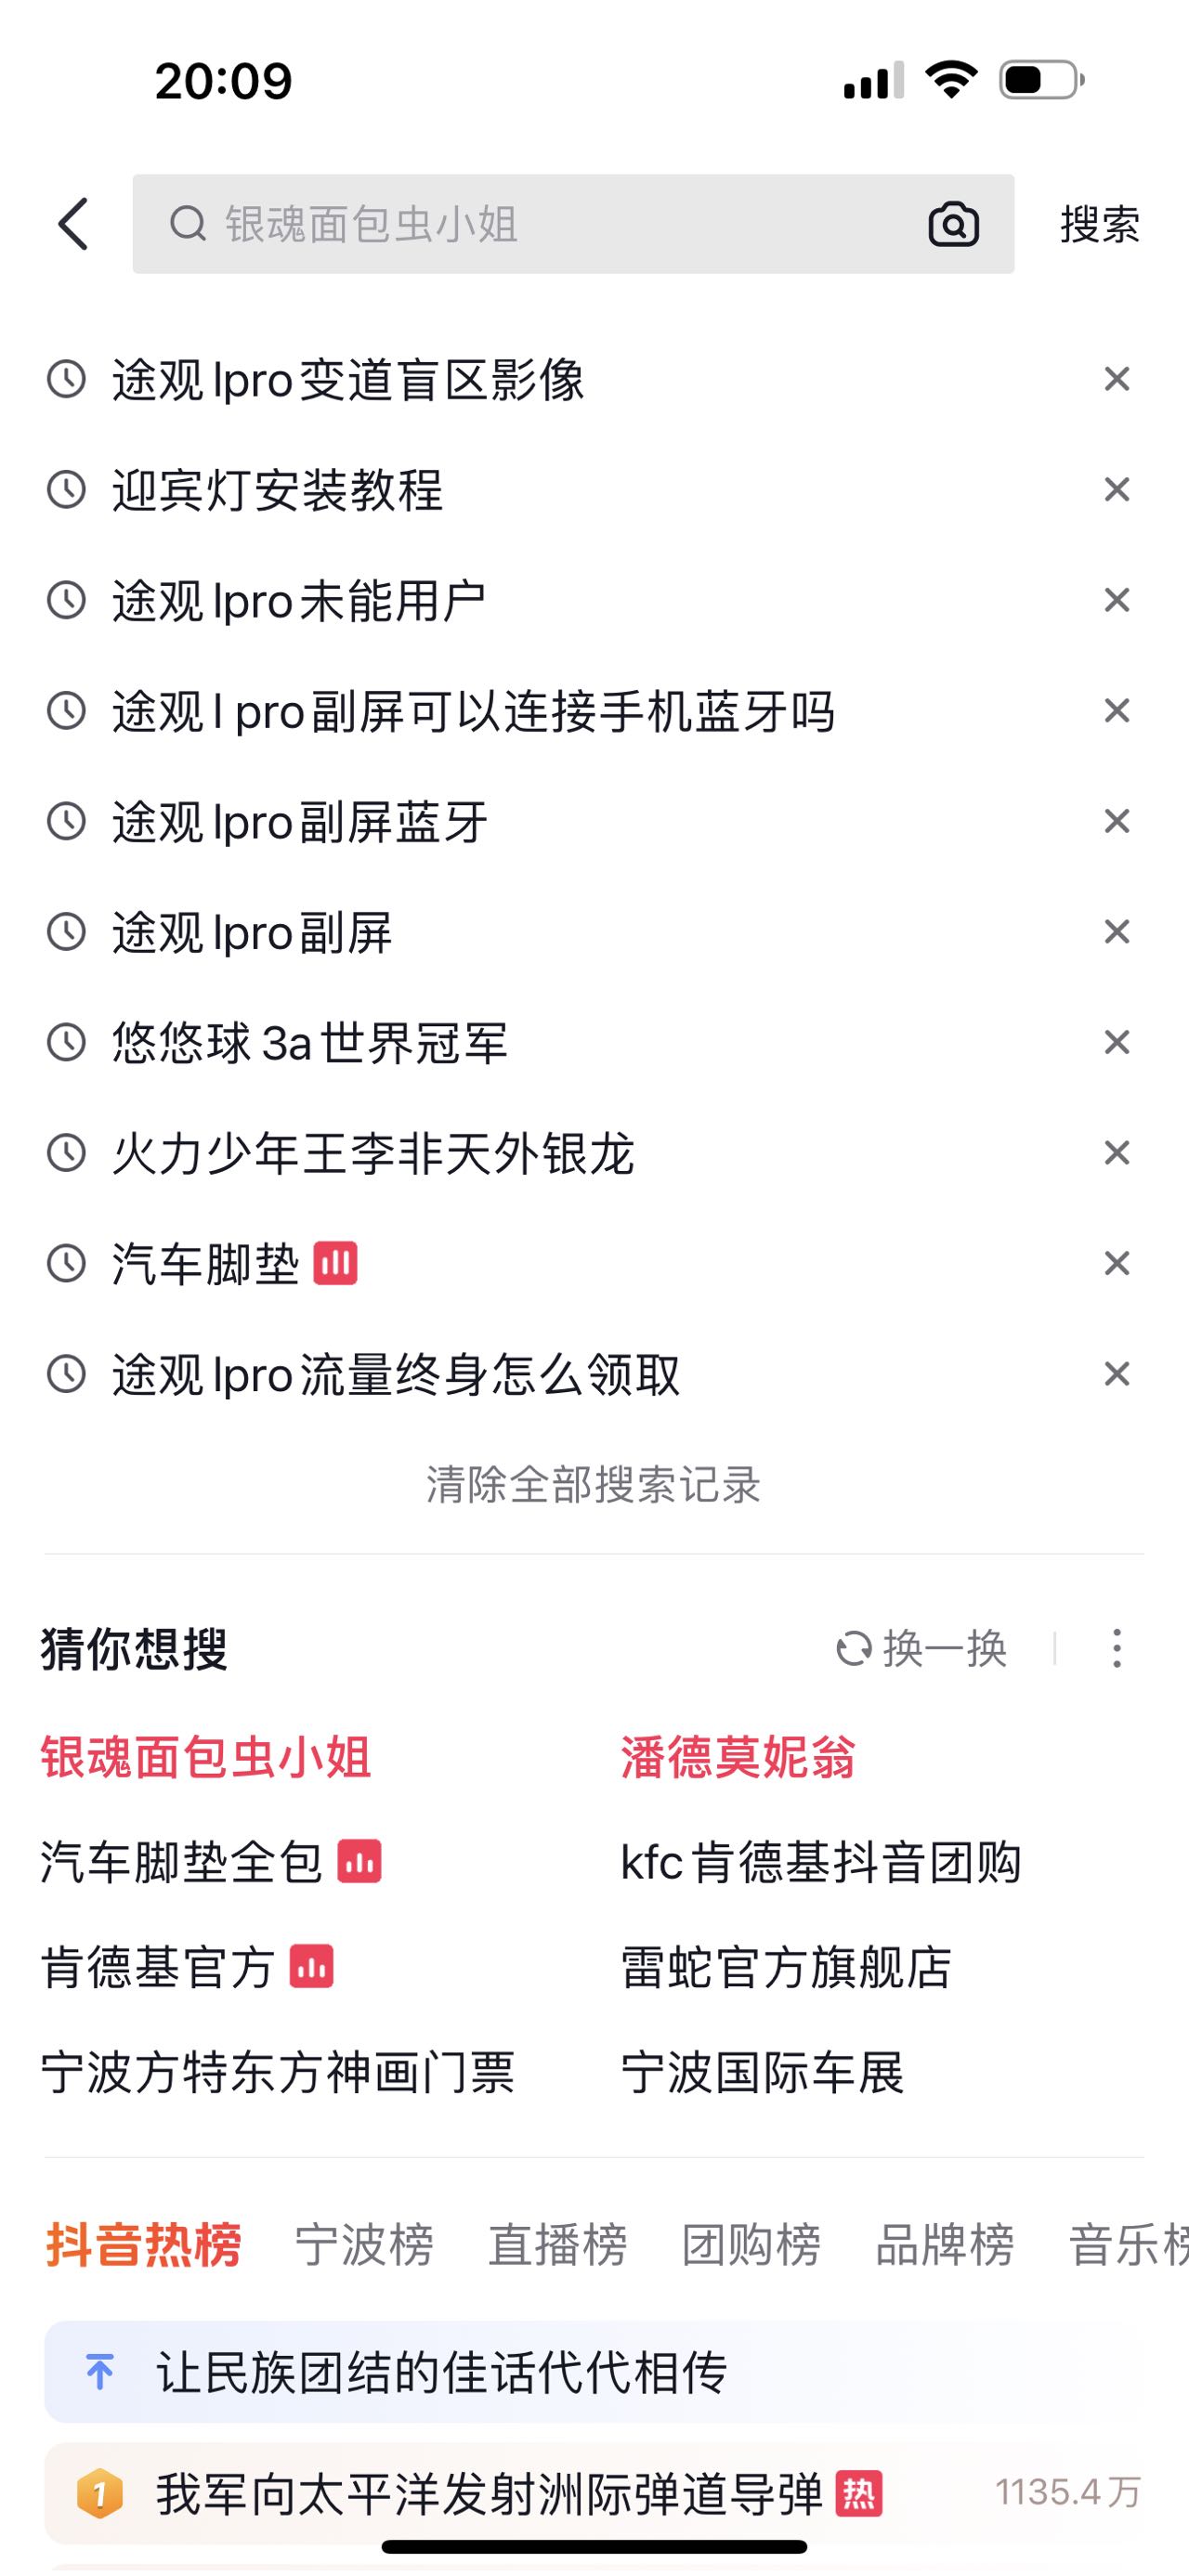 20:09
银魂面包虫小姐
搜索
途观lpro变道盲区影像
迎宾灯安装教程
途观lpro未能用户
途观l pro副屏可以连接手机蓝牙吗
途观lpro副屏蓝牙
途观lpro副屏
悠悠球3a世界冠军
火力少年王李非天外银龙
汽车脚垫
途观lpro流量终身怎么领取
清除全部搜索记录
猜你想搜 换一换
银魂面包虫小姐 潘德莫妮翁
汽车脚垫全包 kfc肯德基抖音团购
肯德基官方 雷蛇官方旗舰店
宁波方特东方神画门票 宁波国际车展
抖音热榜 宁波榜 直播榜 团购榜 品牌榜 音乐榜
让民族团结的佳话代代相传
1 我军向太平洋发射洲际弹道导弹 热 1135.4万